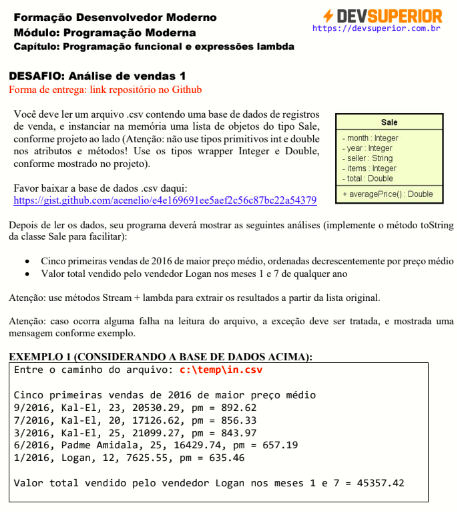 Formação Desenvolvedor Moderno
Módulo: Programação Moderna
Capítulo: Programação funcional e expressões lambda
DEVSUPERIOR
https://devsuperior.com.br
DESAFIO: Análise de vendas 1
Forma de entrega: link repositório no Github
Você deve ler um arquivo .csv contendo uma base de dados de registros
de venda, e instanciar na memória uma lista de objetos do tipo Sale,
conforme projeto ao lado (Atenção: não use tipos primitivos int e double
nos atributos e métodos! Use os tipos wrapper Integer e Double,
conforme mostrado no projeto).
Favor baixar a base de dados .csv daqui:
https://gist.github.com/acenelio/e4e169691ee5aef2c56c87bc22a54379
Sale
- month : Integer
- year : Integer
- seller : String
- items : Integer
- total : Double
+ averagePrice() : Double
Depois de ler os dados, seu programa deverá mostrar as seguintes análises (implemente o método toString
da classe Sale para facilitar):
• Cinco primeiras vendas de 2016 de maior preço médio, ordenadas decrescentemente por preço médio
• Valor total vendido pelo vendedor Logan nos meses 1 e 7 de qualquer ano
Atenção: use métodos Stream + lambda para extrair os resultados a partir da lista original.
Atenção: caso ocorra alguma falha na leitura do arquivo, a exceção deve ser tratada, e mostrada uma
mensagem conforme exemplo.
EXEMPLO 1 (CONSIDERANDO A BASE DE DADOS ACIMA):
Entre o caminho do arquivo: c:\temp\in.csv
Cinco primeiras vendas de 2016 de maior preço médio
9/2016, Kal-El, 23, 20530.29, pm = 892.62
7/2016, Kal-El, 20, 17126.62, pm = 856.33
3/2016, Kal-El, 25, 21099.27, pm = 843.97
6/2016, Padme Amidala, 25, 16429.74, pm = 657.19
1/2016, Logan, 12, 7625.55, pm = 635.46
Valor total vendido pelo vendedor Logan nos meses 1 e 7 = 45357.42